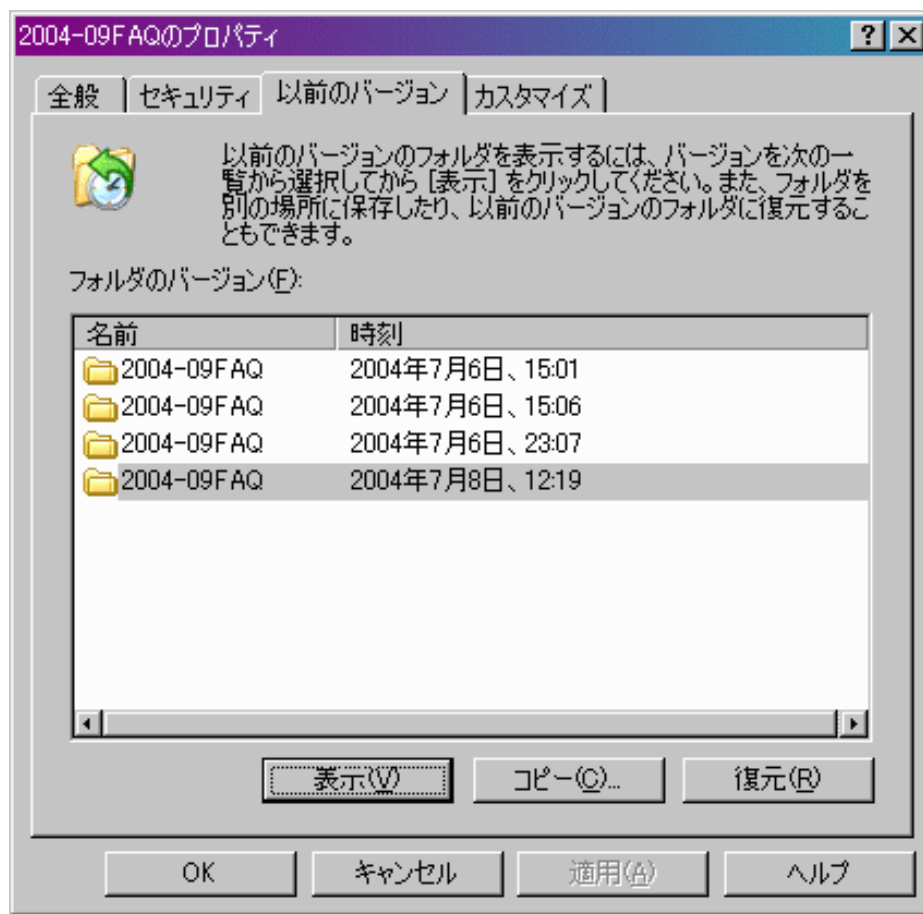 2004-09FAQのプロパティ
全般 セキュリティ 以前のバージョン カスタマイズ
以前のバージョンのフォルダを表示するには、バージョンを次の一
覧から選択してから [表示] をクリックしてください。また、フォルダを
別の場所に保存したり、以前のバージョンのフォルダに復元するこ
ともできます。
フォルダのバージョン(F):
名前 時刻
2004-09FAQ 2004年7月6日、15:01
2004-09FAQ 2004年7月6日、15:06
2004-09FAQ 2004年7月6日、23:07
2004-09FAQ 2004年7月8日、12:19
表示(V) コピー(C)... 復元(R)
OK キャンセル 適用(A) ヘルプ